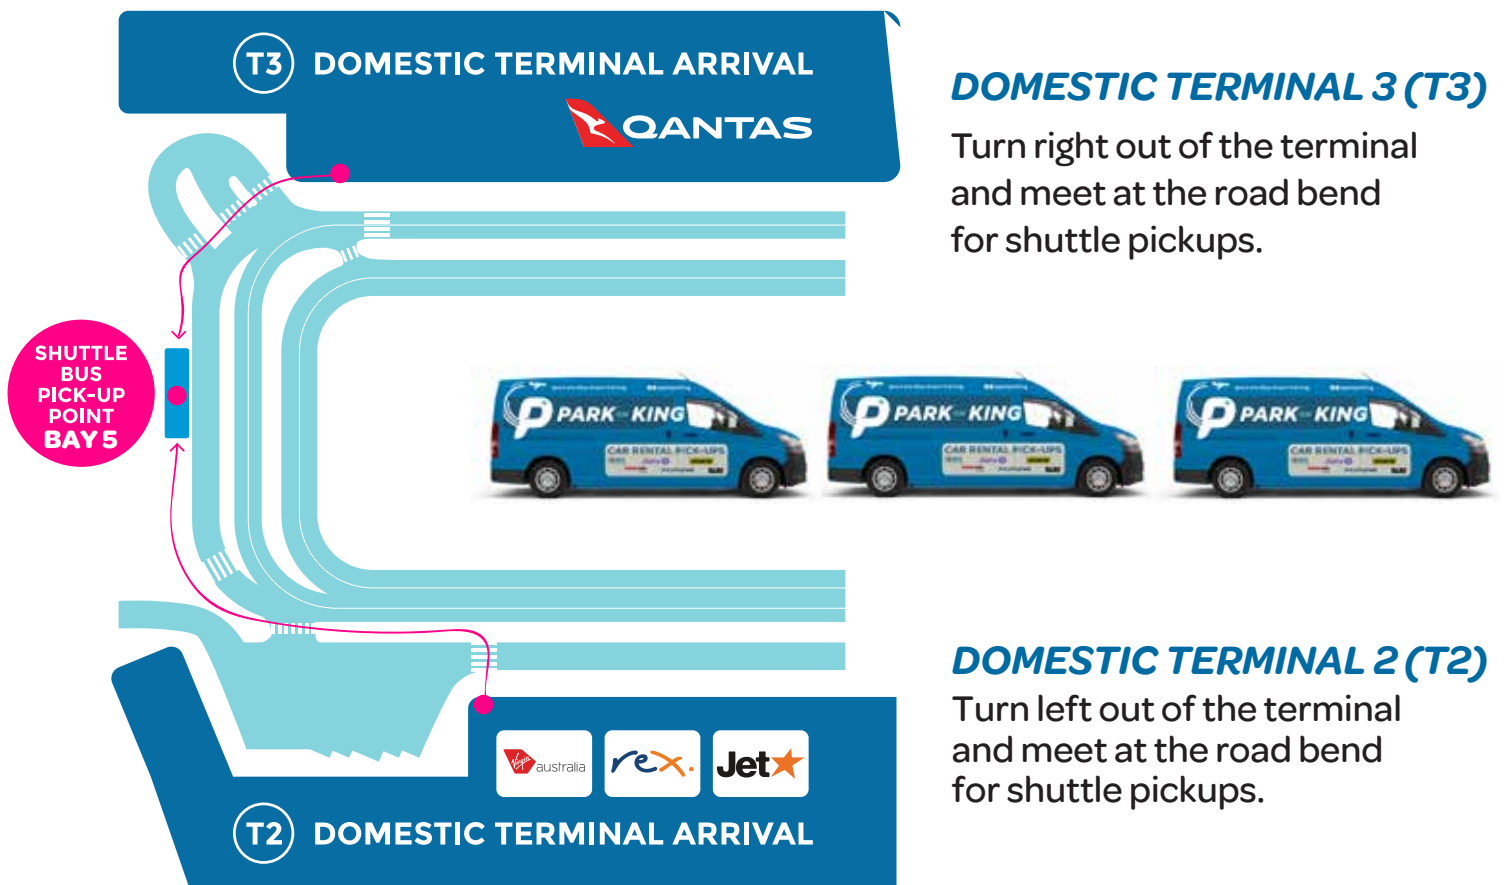 T3 DOMESTIC TERMINAL ARRIVAL
QANTAS
DOMESTIC TERMINAL 3 (T3)
Turn right out of the terminal
and meet at the road bend
for shuttle pickups.
SHUTTLE
BUS
PICK-UP
POINT
BAY 5
P PARK KING
CAR RENTAL PICK-UPS
P PARK KING
CAR RENTAL PICK-UPS
P PARK KING
CAR RENTAL PICK-UPS
DOMESTIC TERMINAL 2 (T2)
Turn left out of the terminal
and meet at the road bend
for shuttle pickups.
Virgin australia
rex.
Jet
T2 DOMESTIC TERMINAL ARRIVAL